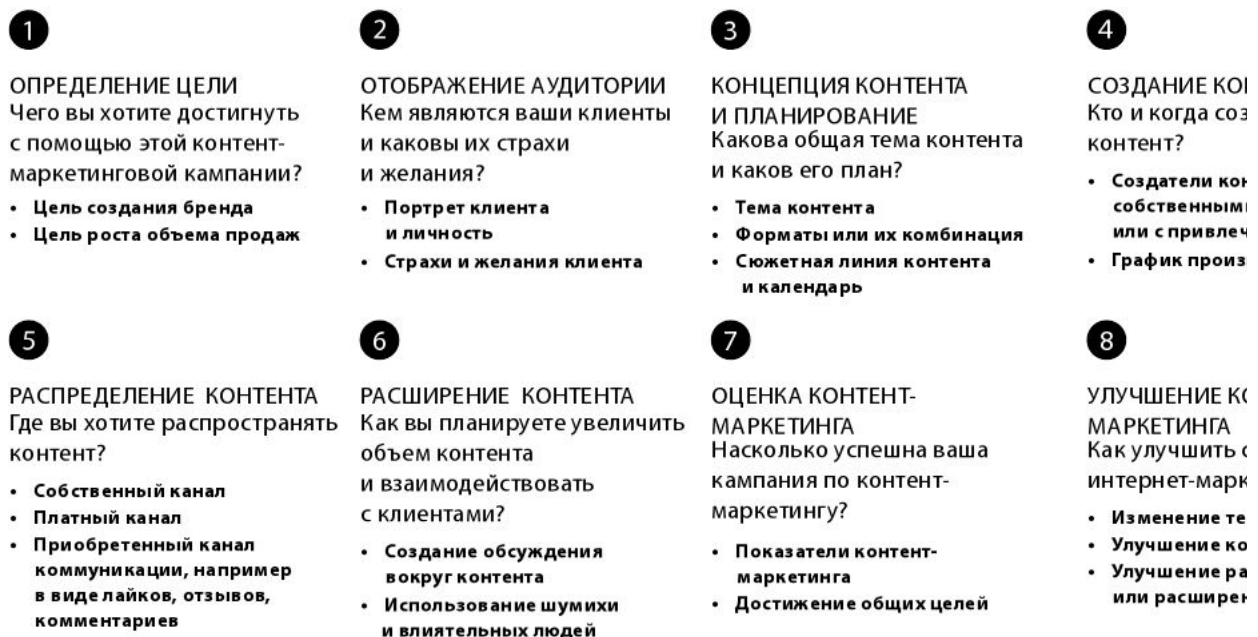 1
ОПРЕДЕЛЕНИЕ ЦЕЛИ
Чего вы хотите достигнуть
с помощью этой контент-
маркетинговой кампании?
• Цель создания бренда
• Цель роста объема продаж
2
ОТОБРАЖЕНИЕ АУДИТОРИИ
Кем являются ваши клиенты
и каковы их страхи
и желания?
• Портрет клиента
и личность
• Страхи и желания клиента
3
КОНЦЕПЦИЯ КОНТЕНТА
И ПЛАНИРОВАНИЕ
Какова общая тема контента
и каков его план?
• Тема контента
• Форматы или их комбинация
• Сюжетная линия контента
и календарь
4
СОЗДАНИЕ
Кто и когда
контент?
• Создатели
или с
• График
5
РАСПРЕДЕЛЕНИЕ КОНТЕНТА
Где вы хотите распространять
контент?
• Собственный канал
• Платный канал
• Приобретенный канал
коммуникации, например
в виде лайков, отзывов,
комментариев
6
РАСШИРЕНИЕ КОНТЕНТА
Как вы планируете увеличить
объем контента
и взаимодействовать
с клиентами?
• Создание обсуждения
вокруг контента
• Использование шумихи
и влиятельных людей
7
ОЦЕНКА КОНТЕНТ-
МАРКЕТИНГА
Насколько успешна ваша
кампания по контент-
маркетингу?
• Показатели контент-
маркетинга
• Достижение общих целей
8
УЛУЧШЕНИЕ
МАРКЕТИНГА
Как улучшить
• Изменение
• Улучшение
• Улучшение
или